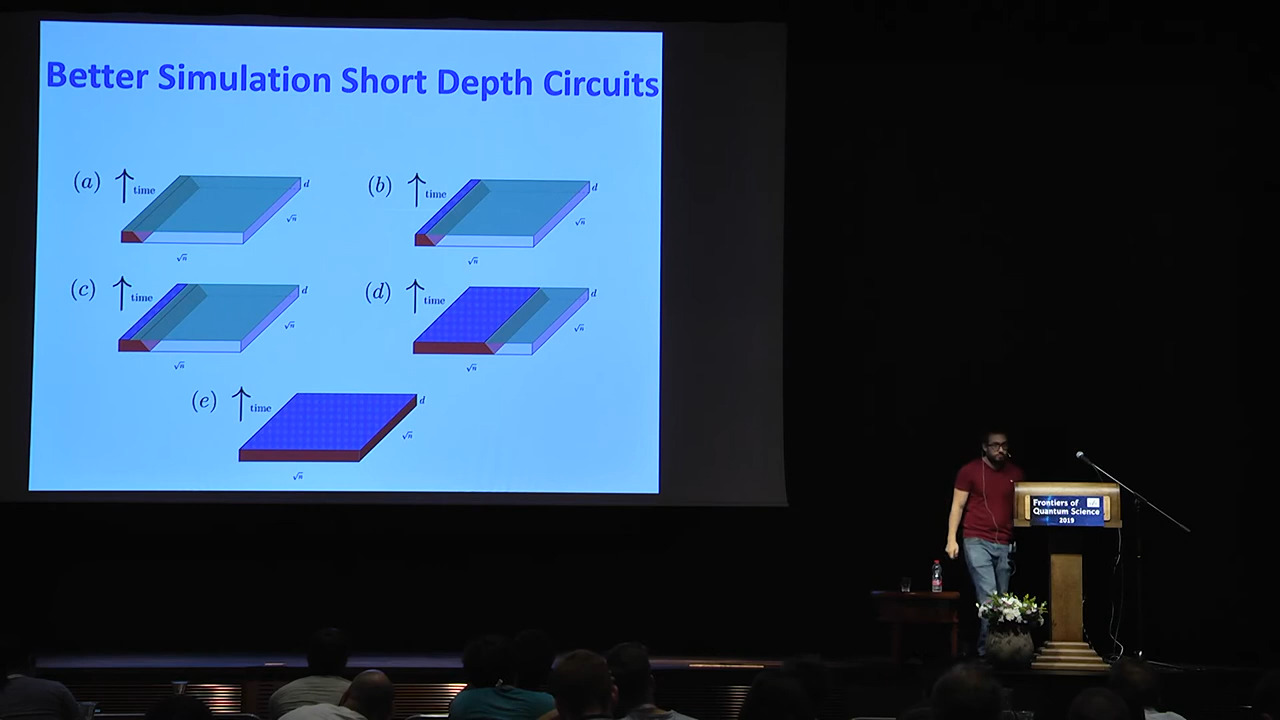 Better Simulation Short Depth Circuits
(a) time d
√n
√n
(b) time d
√n
√n
(c) time d
√n
√n
(d) time d
√n
√n
(e) time d
√n
√n
Frontiers of
Quantum Science
2019